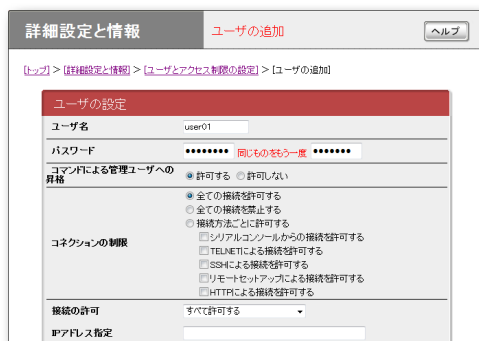 詳細設定と情報 ユーザの追加 ヘルプ
[トップ] > [詳細設定と情報] > [ユーザとアクセス制限の設定] > [ユーザの追加]
ユーザの設定
ユーザ名 user01
パスワード ●●●●●●●● 同じものをもう一度 ●●●●●●●
コマンドによる管理ユーザへの
昇格 許可する 許可しない
全ての接続を許可する
全ての接続を禁止する
接続方法ごとに許可する
コネクションの制限 シリアルコンソールからの接続を許可する
TELNETによる接続を許可する
SSHによる接続を許可する
リモートセットアップによる接続を許可する
HTTPによる接続を許可する
接続の許可 すべて許可する
IPアドレス指定